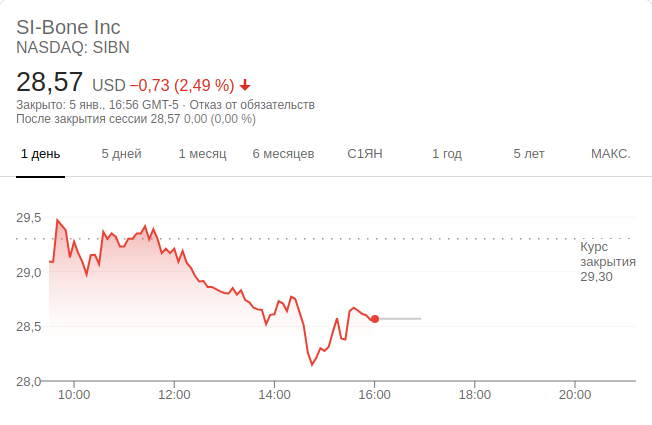 SI-Bone Inc
NASDAQ: SIBN
28,57 USD −0,73 (2,49 %)
Закрыто: 5 янв., 16:56 GMT-5 · Отказ от обязательств
После закрытия сессии 28,57 0,00 (0,00 %)
1 день 5 дней 1 месяц 6 месяцев С1ЯН 1 год 5 лет МАКС.
29,5
Курс
закрытия
29,30
29,0
28,5
28,0
10:00 12:00 14:00 16:00 18:00 20:00